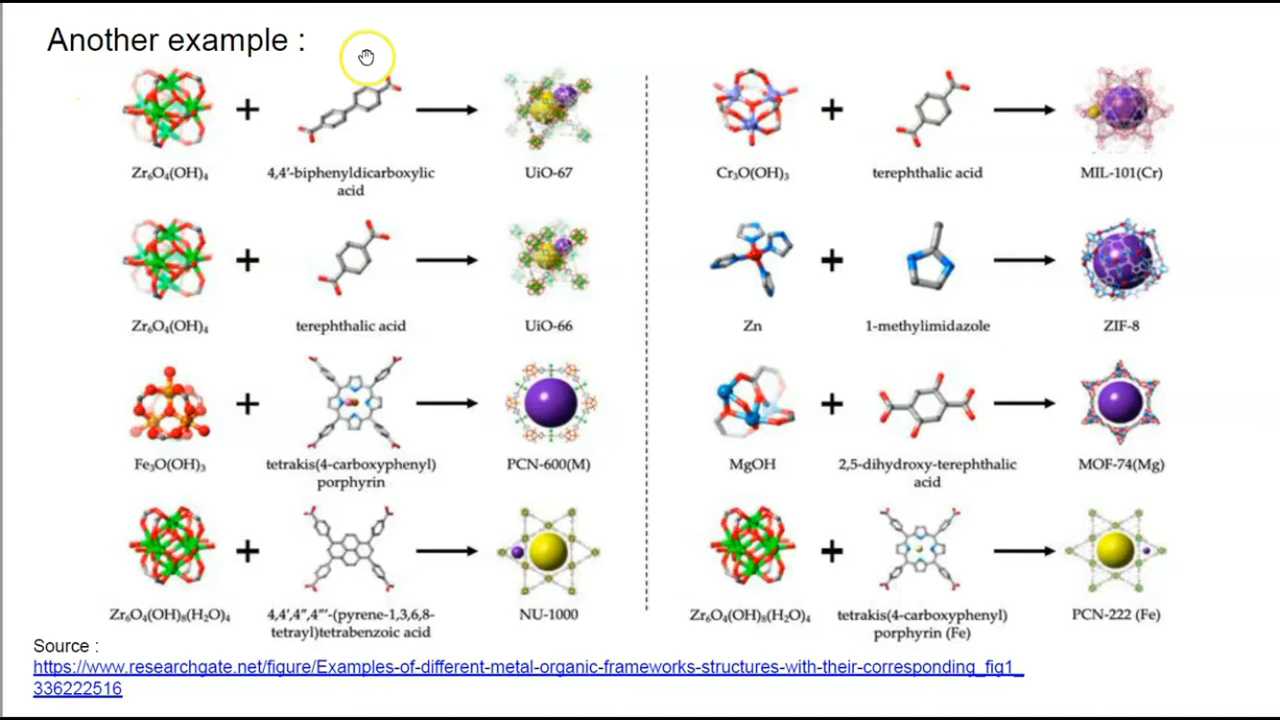 Another example :
Zr₆O₄(OH)₄
+
4,4′-biphenyldicarboxylic
acid
UiO-67
Zr₆O₄(OH)₄
+
terephthalic acid
UiO-66
Fe₃O(OH)₃
+
tetrakis(4-carboxyphenyl)
porphyrin
PCN-600(M)
Zr₆O₄(OH)₈(H₂O)₄
+
4,4′,4″,4‴-(pyrene-1,3,6,8-
tetrayl)tetrabenzoic acid
NU-1000
Cr₃O(OH)₃
+
terephthalic acid
MIL-101(Cr)
Zn
+
1-methylimidazole
ZIF-8
MgOH
+
2,5-dihydroxy-terephthalic
acid
MOF-74(Mg)
Zr₆O₄(OH)₈(H₂O)₄
+
tetrakis(4-carboxyphenyl)
porphyrin (Fe)
PCN-222 (Fe)
Source :
https://www.researchgate.net/figure/Examples-of-different-metal-organic-frameworks-structures-with-their-corresponding_fig1_
336222516